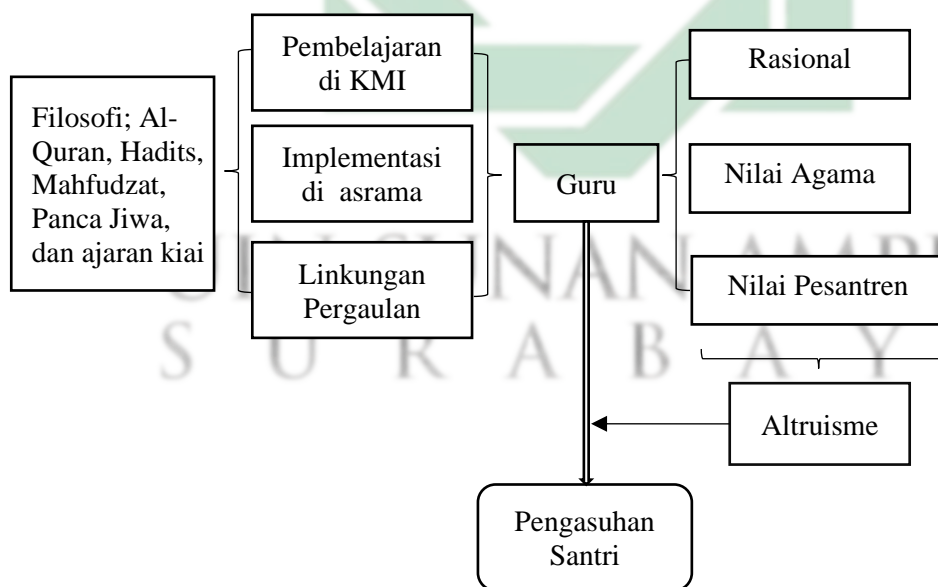 Filosofi; Al-
Quran, Hadits,
Mahfudzat,
Panca Jiwa,
dan ajaran kiai
Pembelajaran
di KMI
Implementasi
di asrama
Linkungan
Pergaulan
Guru
Rasional
Nilai Agama
Nilai Pesantren
Altruisme
Pengasuhan
Santri
SURABAY